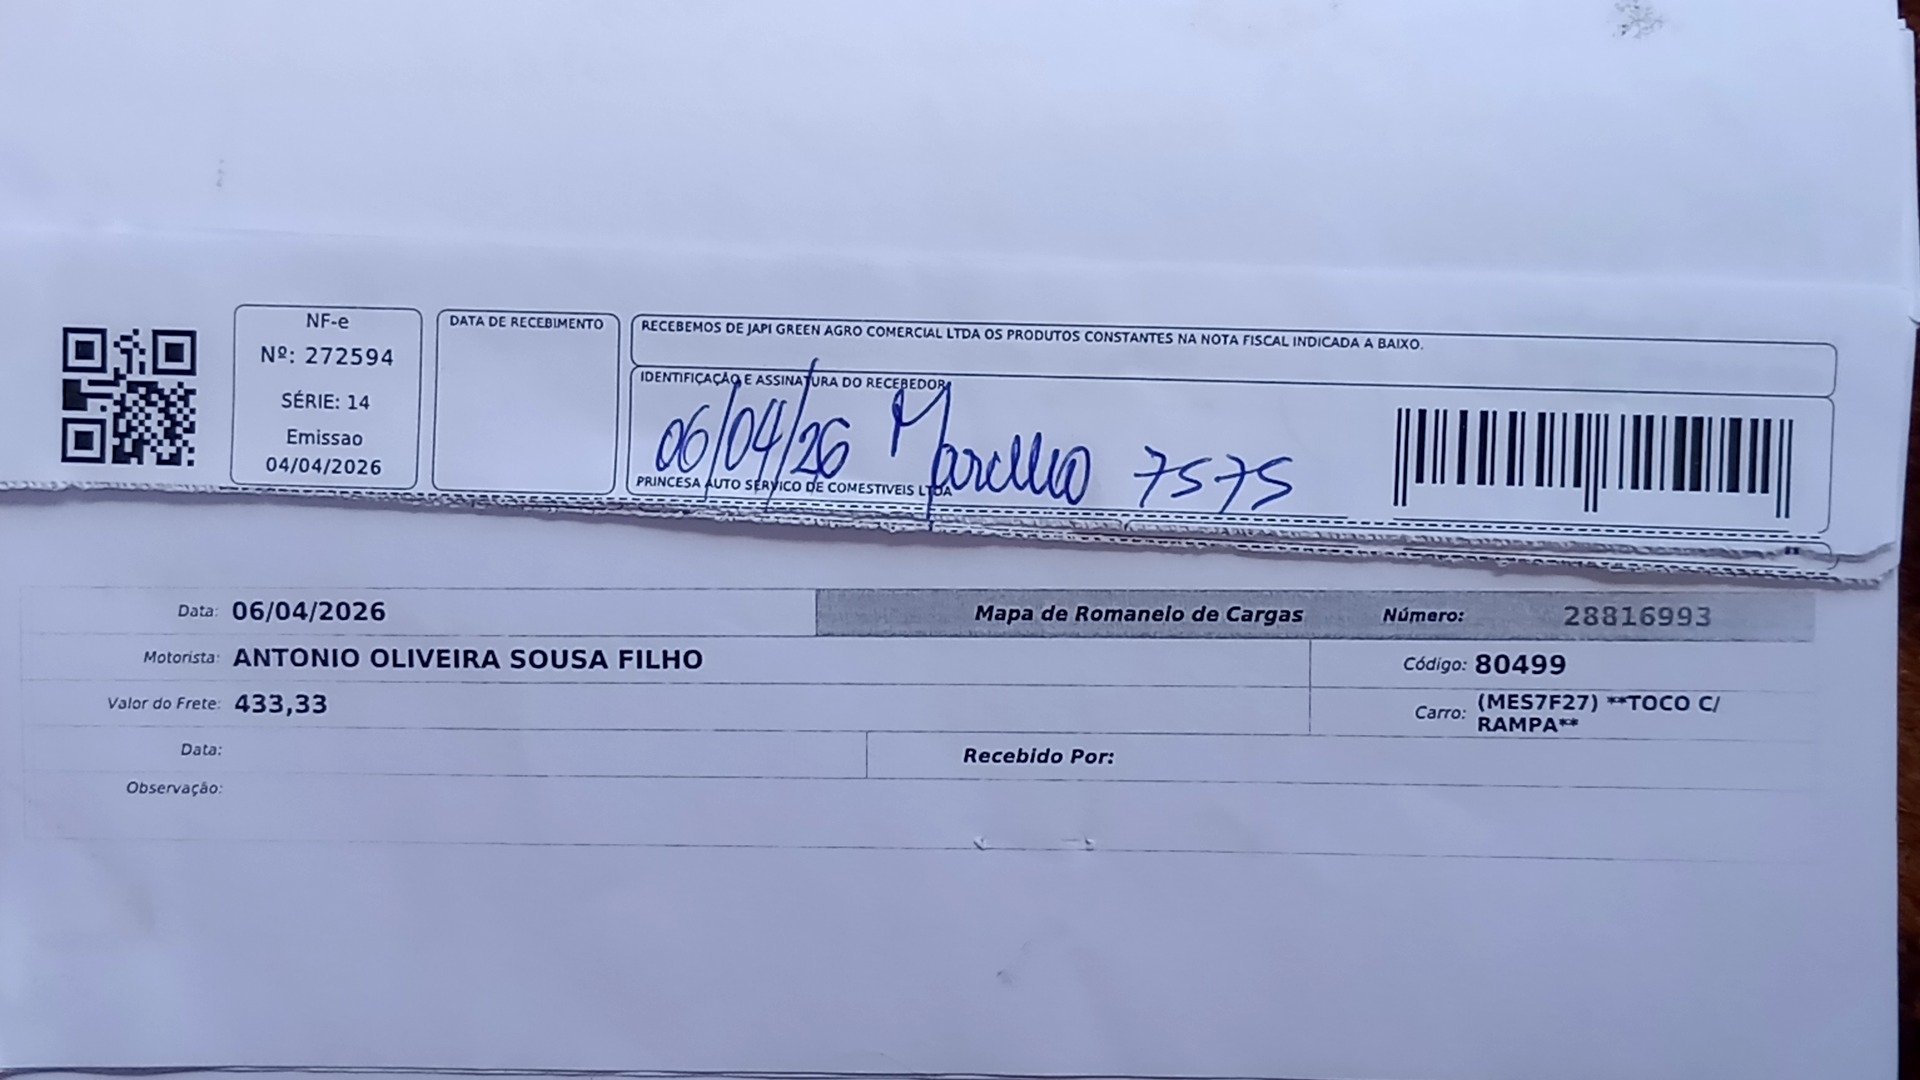 NF-e
Nº: 272594
SÉRIE: 14
Emissao
04/04/2026
DATA DE RECEBIMENTO
RECEBEMOS DE JAPI GREEN AGRO COMERCIAL LTDA OS PRODUTOS CONSTANTES NA NOTA FISCAL INDICADA A BAIXO.
IDENTIFICAÇÃO E ASSINATURA DO RECEBEDOR
06/04/26 7575
PRINCESA AUTO SERVICO DE COMESTIVEIS LTDA
Data: 06/04/2026 Mapa de Romaneio de Cargas Número: 28816993
Motorista: ANTONIO OLIVEIRA SOUSA FILHO Código: 80499
Valor do Frete: 433,33 Carro: (MES7F27) **TOCO C/
RAMPA**
Data: Recebido Por:
Observação: